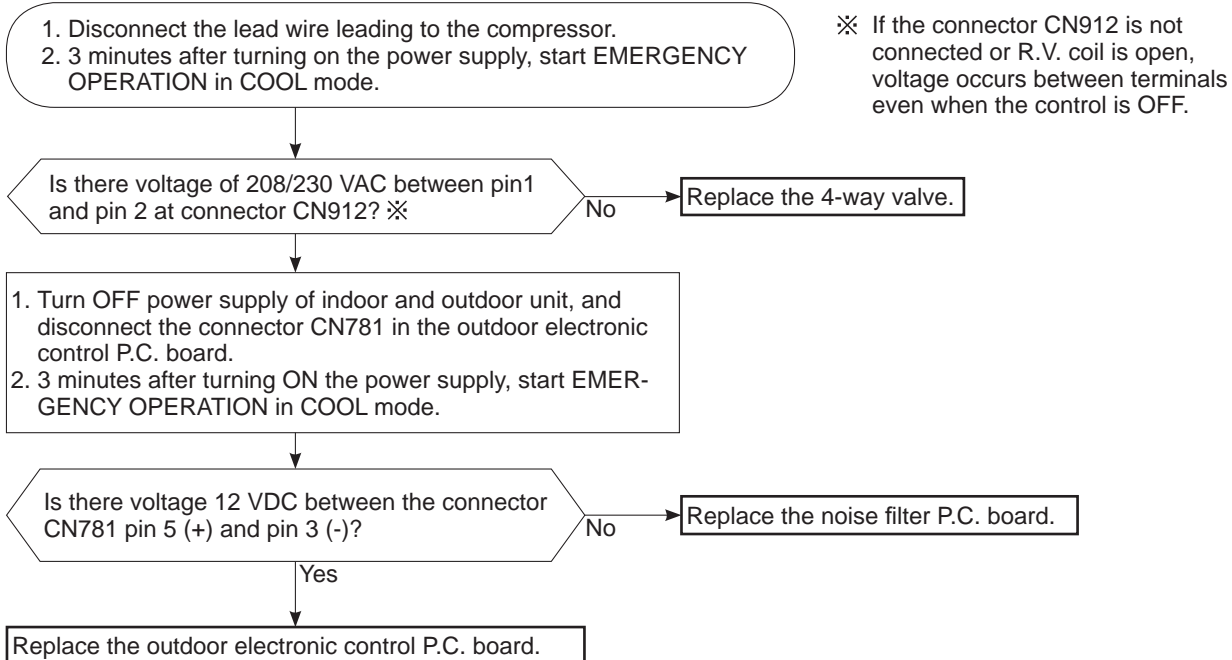 1. Disconnect the lead wire leading to the compressor.
2. 3 minutes after turning on the power supply, start EMERGENCY
OPERATION in COOL mode.
※ If the connector CN912 is not
connected or R.V. coil is open,
voltage occurs between terminals
even when the control is OFF.
Is there voltage of 208/230 VAC between pin1
and pin 2 at connector CN912? ※
No
Replace the 4-way valve.
1. Turn OFF power supply of indoor and outdoor unit, and
disconnect the connector CN781 in the outdoor electronic
control P.C. board.
2. 3 minutes after turning ON the power supply, start EMER-
GENCY OPERATION in COOL mode.
Is there voltage 12 VDC between the connector
CN781 pin 5 (+) and pin 3 (-)?
No
Replace the noise filter P.C. board.
Yes
Replace the outdoor electronic control P.C. board.